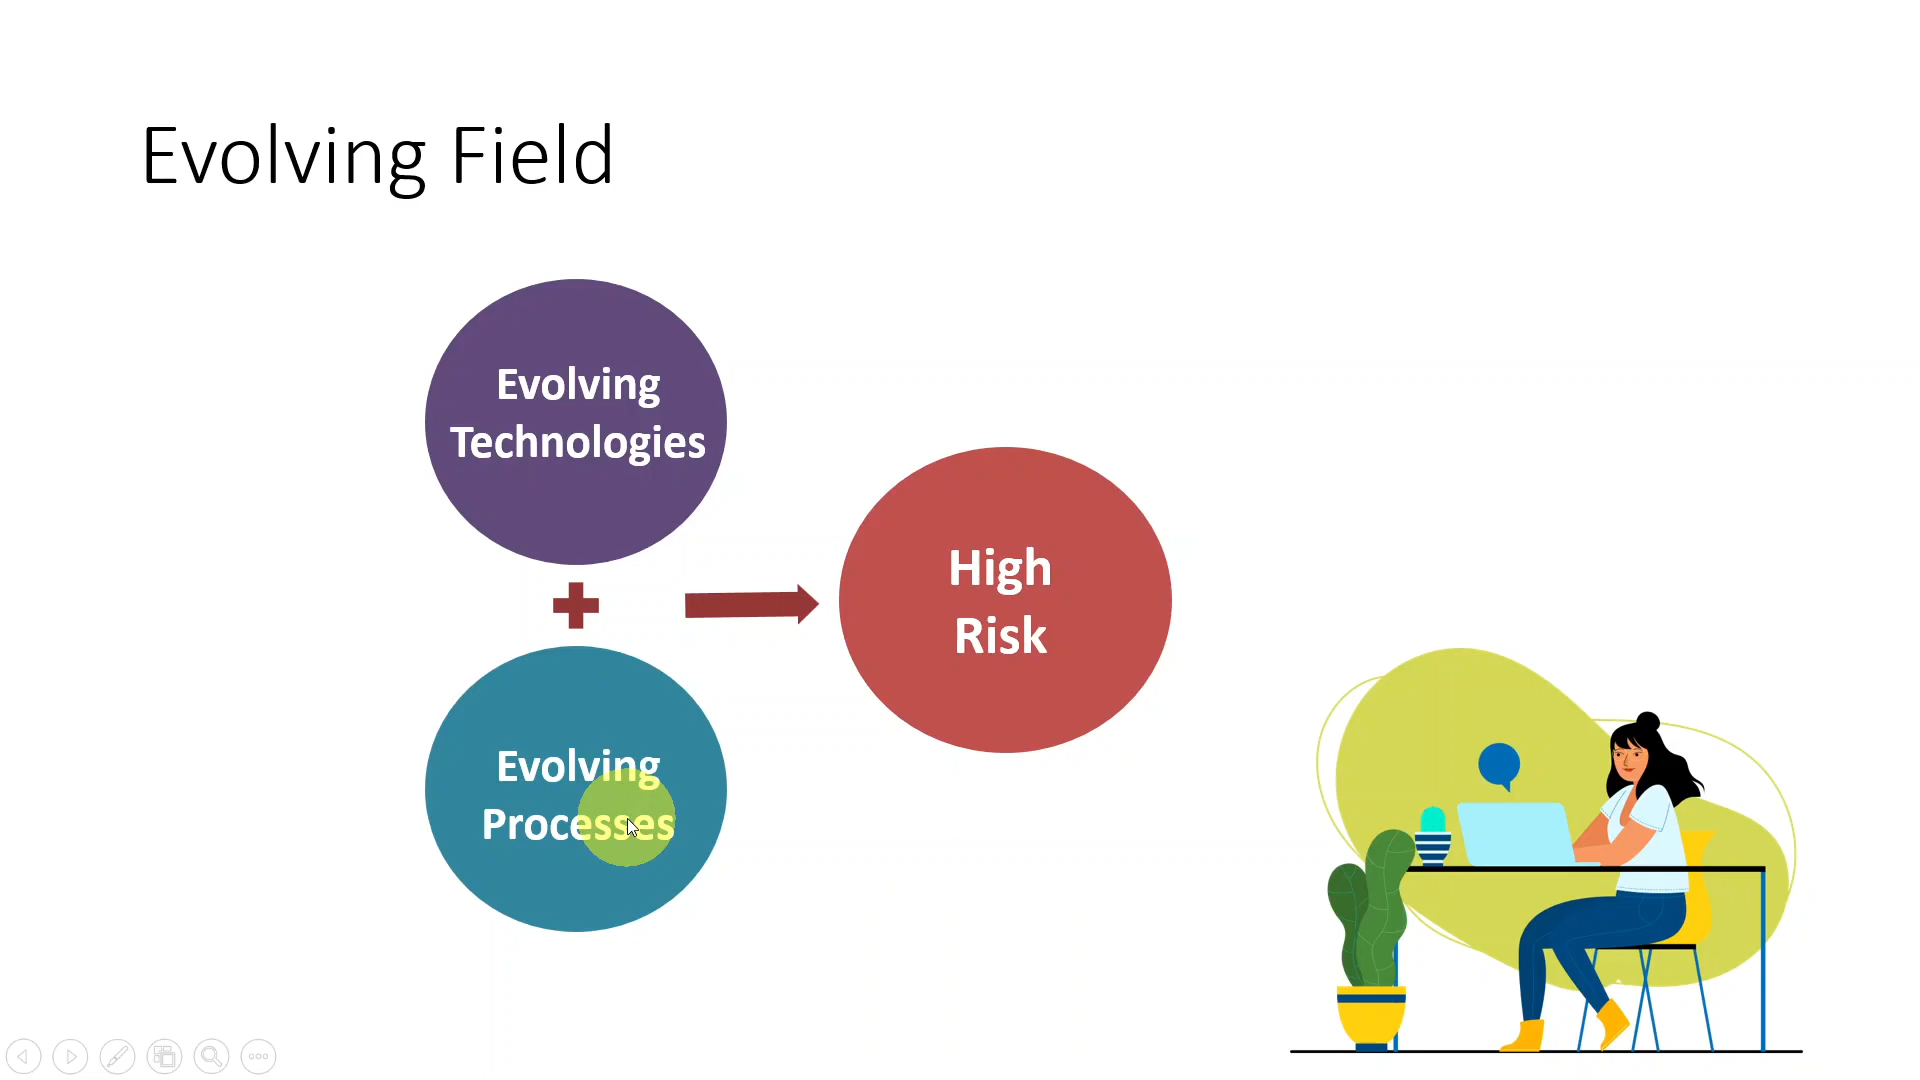 Evolving Field
Evolving
Technologies
High
Risk
Evolving
Processes